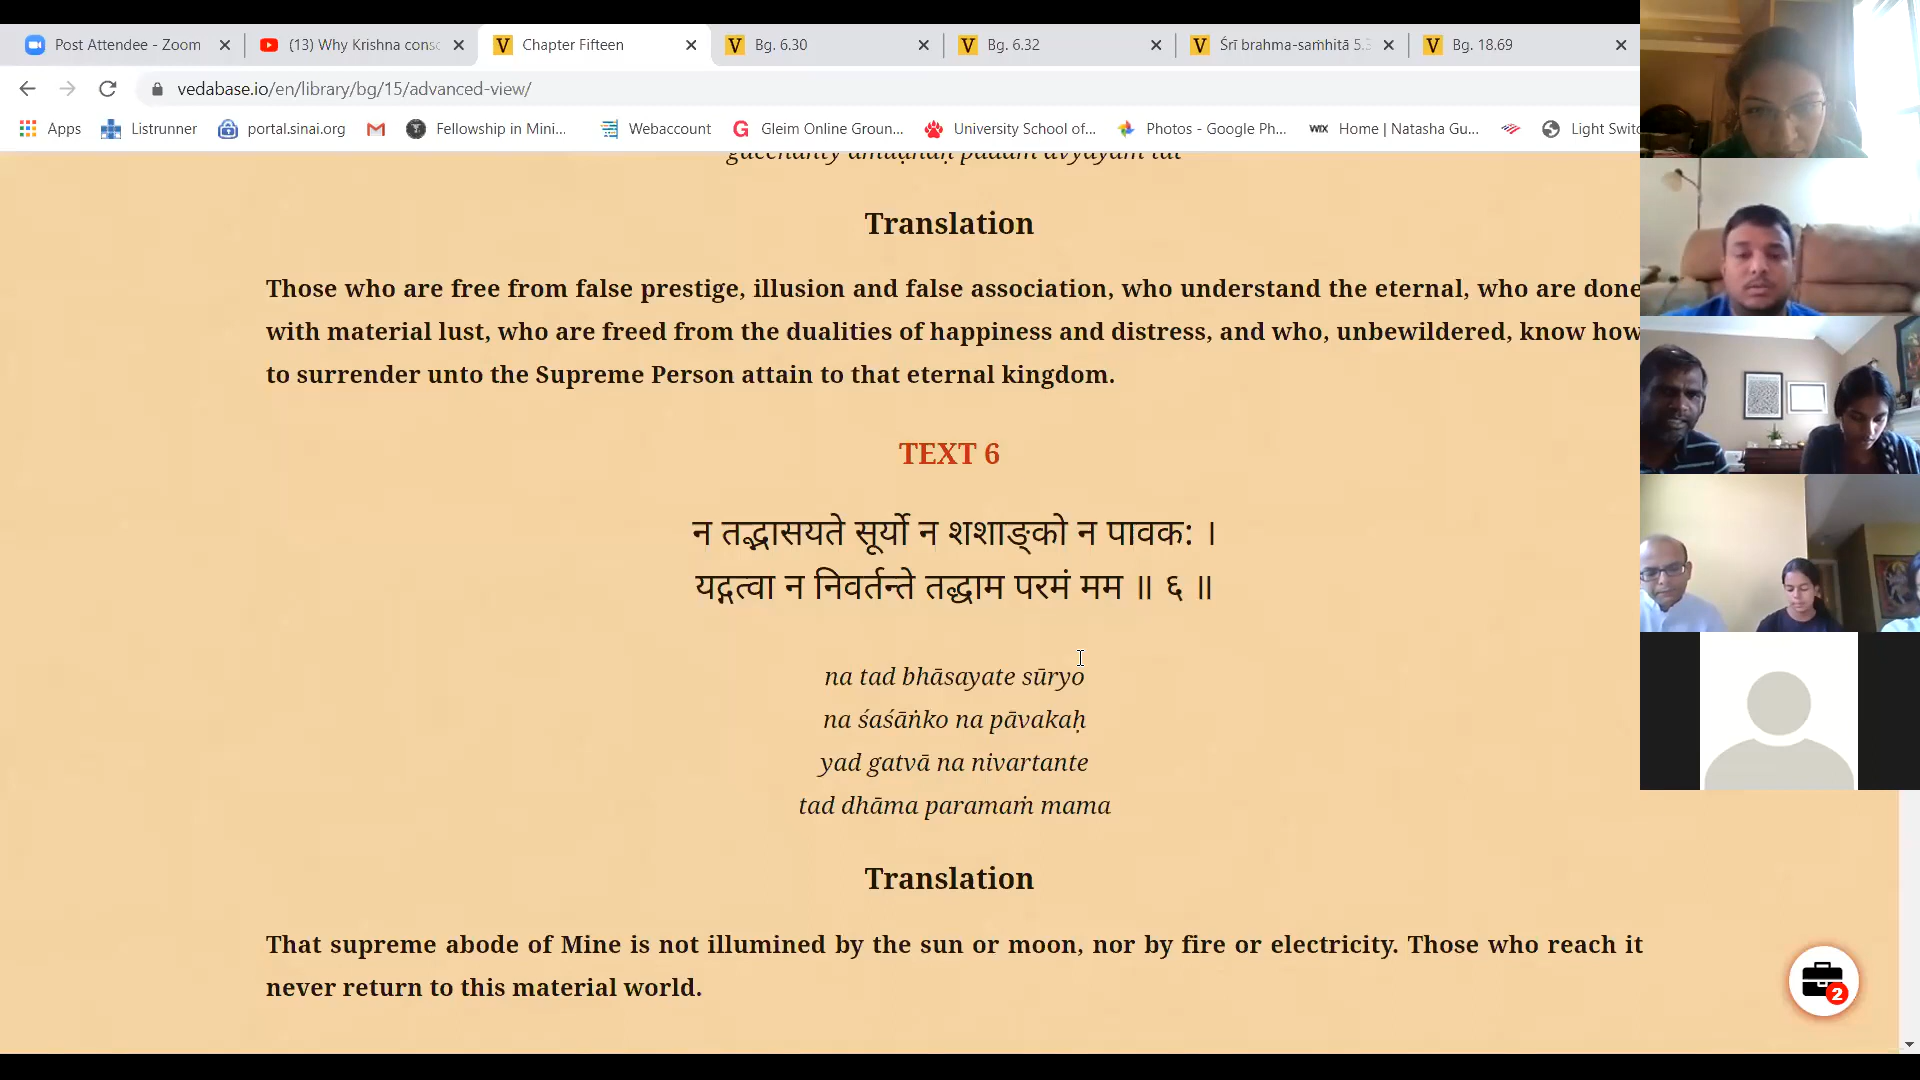 Post Attendee - Zoom
(13) Why Krishna consc
Chapter Fifteen
Bg. 6.30
Bg. 6.32
Śrī brahma-saṁhitā 5.
Bg. 18.69
vedabase.io/en/library/bg/15/advanced-view/
Apps
Listrunner
portal.sinai.org
Fellowship in Mini...
Webaccount
Gleim Online Groun...
University School of...
Photos - Google Ph...
WIX Home | Natasha Gu...
Light Switc
gacchanty amūḍhāḥ padam avyayaṁ tat
Translation
Those who are free from false prestige, illusion and false association, who understand the eternal, who are done
with material lust, who are freed from the dualities of happiness and distress, and who, unbewildered, know how
to surrender unto the Supreme Person attain to that eternal kingdom.
TEXT 6
न तद्भासयते सूर्यो न शशाङ्को न पावक: ।
यद्गत्वा न निवर्तन्ते तद्धाम परमं मम ॥ ६ ॥
na tad bhāsayate sūryo
na śaśāṅko na pāvakaḥ
yad gatvā na nivartante
tad dhāma paramaṁ mama
Translation
That supreme abode of Mine is not illumined by the sun or moon, nor by fire or electricity. Those who reach it
never return to this material world.
2